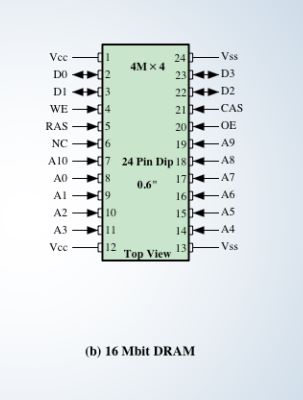 Vcc 1 4M × 4 24 Vss
D0 2 23 D3
D1 3 22 D2
WE 4 21 CAS
RAS 5 20 OE
NC 6 19 A9
A10 7 24 Pin Dip 18 A8
A0 8 0.6" 17 A7
A1 9 16 A6
A2 10 15 A5
A3 11 14 A4
Vcc 12 Top View 13 Vss
(b) 16 Mbit DRAM